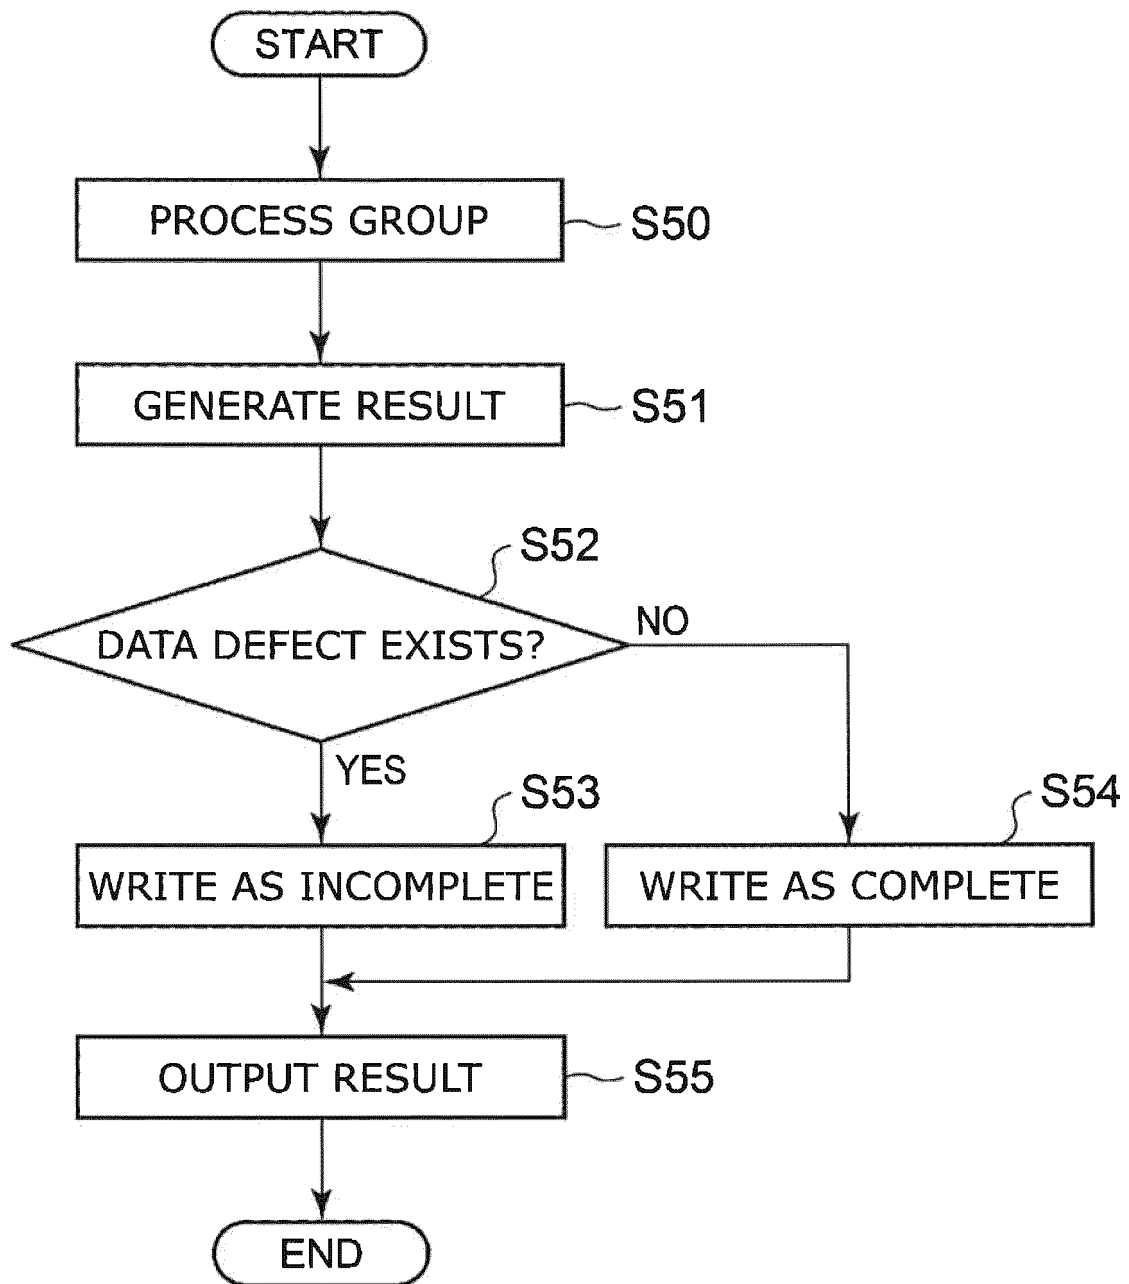 START
PROCESS GROUP
S50
GENERATE RESULT
S51
S52
DATA DEFECT EXISTS?
NO
YES
S53
S54
WRITE AS INCOMPLETE
WRITE AS COMPLETE
OUTPUT RESULT
S55
END